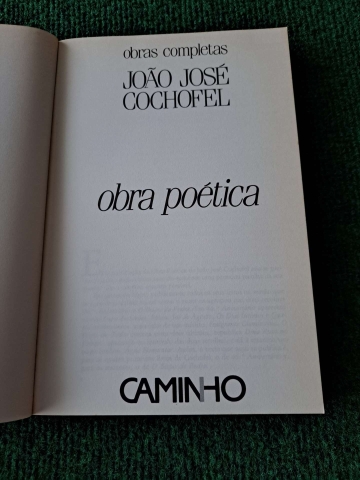 obras completas
JOÃO JOSÉ
COCHOFEL
obra poética
CAMINHO